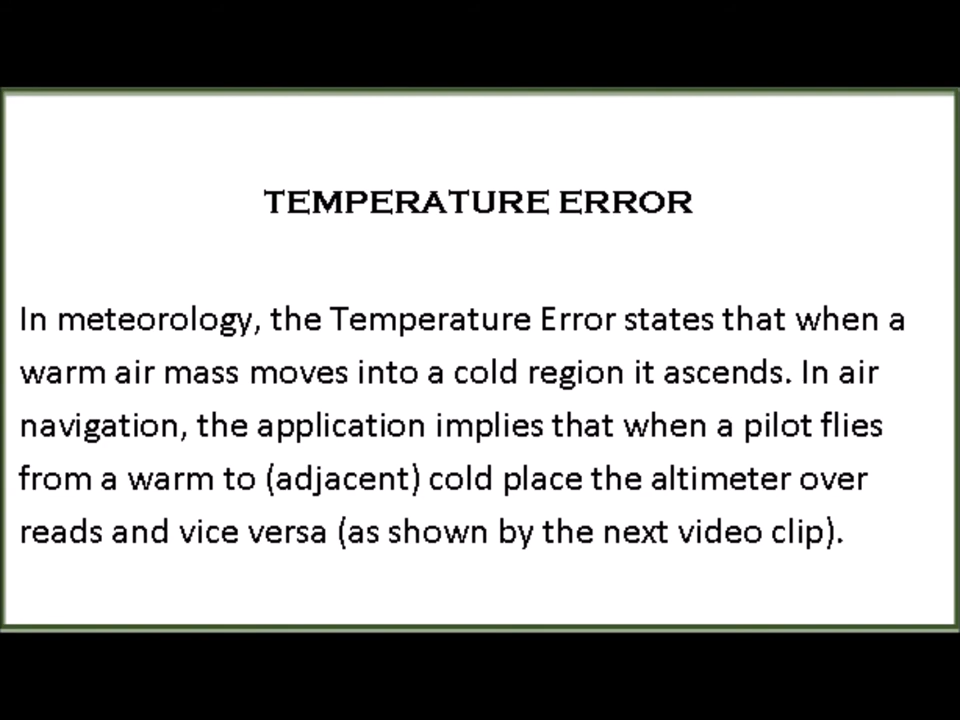 TEMPERATURE ERROR
In meteorology, the Temperature Error states that when a
warm air mass moves into a cold region it ascends. In air
navigation, the application implies that when a pilot flies
from a warm to (adjacent) cold place the altimeter over
reads and vice versa (as shown by the next video clip).